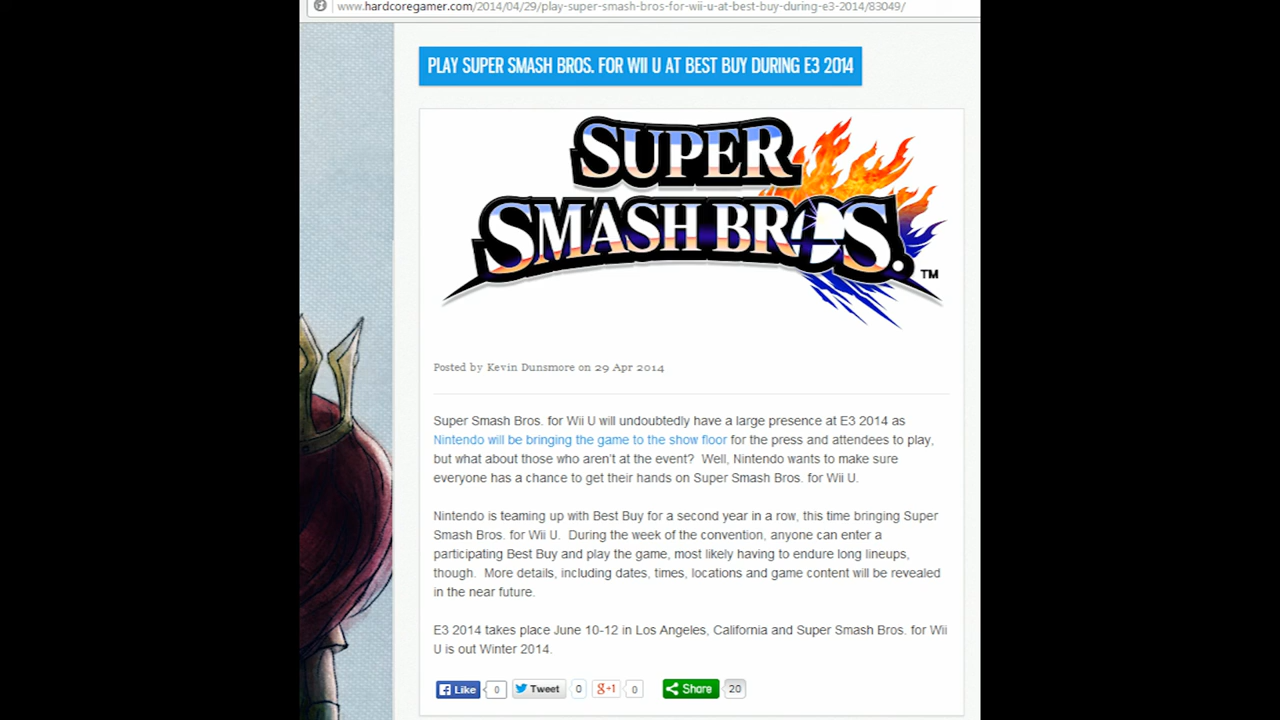 www.hardcoregamer.com/2014/04/29/play-super-smash-bros-for-wii-u-at-best-buy-during-e3-2014/83049/
PLAY SUPER SMASH BROS. FOR WII U AT BEST BUY DURING E3 2014
SUPER
SMASH BROS.
™
Posted by Kevin Dunsmore on 29 Apr 2014
Super Smash Bros. for Wii U will undoubtedly have a large presence at E3 2014 as
Nintendo will be bringing the game to the show floor for the press and attendees to play,
but what about those who aren't at the event?  Well, Nintendo wants to make sure
everyone has a chance to get their hands on Super Smash Bros. for Wii U.
Nintendo is teaming up with Best Buy for a second year in a row, this time bringing Super
Smash Bros. for Wii U.  During the week of the convention, anyone can enter a
participating Best Buy and play the game, most likely having to endure long lineups,
though.  More details, including dates, times, locations and game content will be revealed
in the near future.
E3 2014 takes place June 10-12 in Los Angeles, California and Super Smash Bros. for Wii
U is out Winter 2014.
Like 0 Tweet 0 g+1 0 Share 20